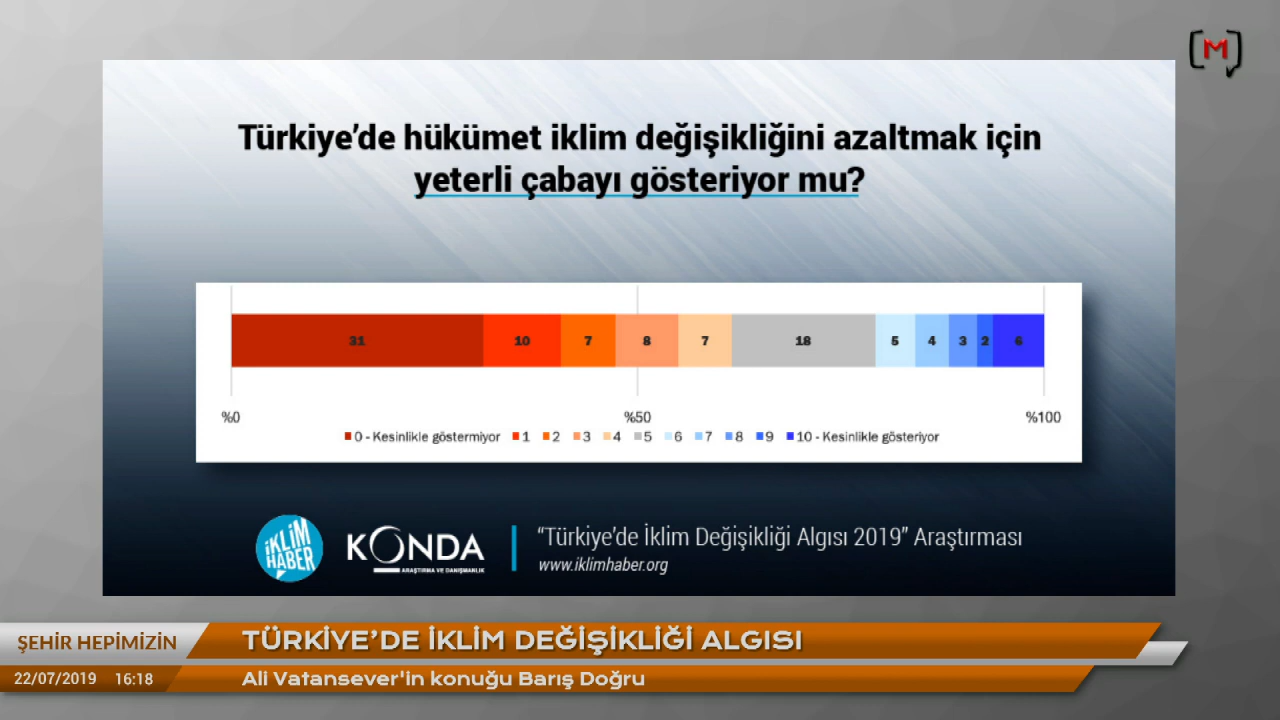 [M]
Türkiye'de hükümet iklim değişikliğini azaltmak için
yeterli çabayı gösteriyor mu?
31 10 7 8 7 18 5 4 3 2 6
%0 %50 %100
0 - Kesinlikle göstermiyor 1 2 3 4 5 6 7 8 9 10 - Kesinlikle gösteriyor
iKLiM
HABER
KONDA
ARAŞTIRMA VE DANIŞMANLIK
"Türkiye'de İklim Değişikliği Algısı 2019" Araştırması
www.iklimhaber.org
ŞEHİR HEPİMİZİN
TÜRKİYE'DE İKLİM DEĞİŞİKLİĞİ ALGISI
22/07/2019 16:18
Ali Vatansever'in konuğu Barış Doğru